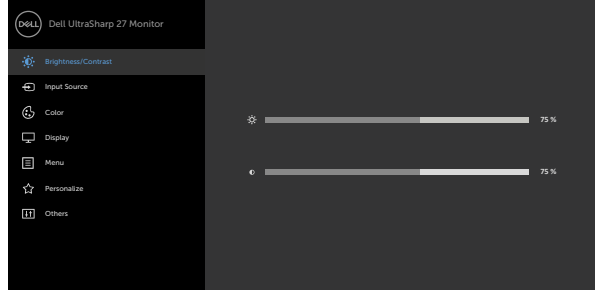 DELL
Dell UltraSharp 27 Monitor
Brightness/Contrast
Input Source
Color
75 %
Display
Menu
75 %
Personalize
Others